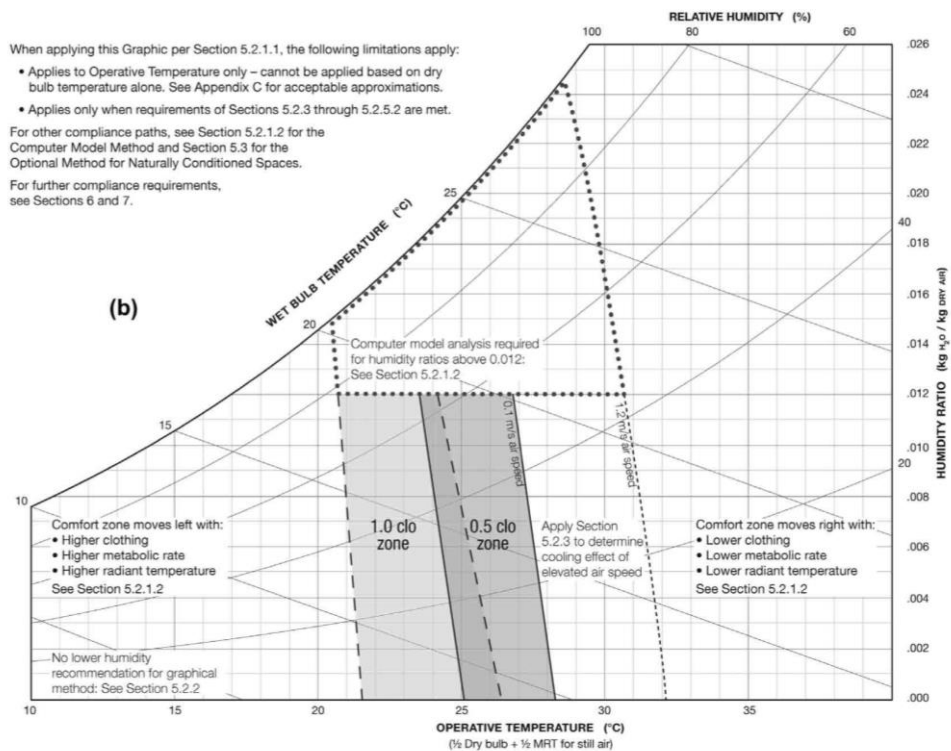 RELATIVE HUMIDITY (%)
100
80
60
When applying this Graphic per Section 5.2.1.1, the following limitations apply:
• Applies to Operative Temperature only – cannot be applied based on dry
bulb temperature alone. See Appendix C for acceptable approximations.
• Applies only when requirements of Sections 5.2.3 through 5.2.5.2 are met.
For other compliance paths, see Section 5.2.1.2 for the
Computer Model Method and Section 5.3 for the
Optional Method for Naturally Conditioned Spaces.
For further compliance requirements,
see Sections 6 and 7.
(b)
WET BULB TEMPERATURE (°C)
10
15
20
25
Computer model analysis required
for humidity ratios above 0.012:
See Section 5.2.1.2
0.1 m/s air speed
1.2 m/s air speed
Comfort zone moves left with:
• Higher clothing
• Higher metabolic rate
• Higher radiant temperature
See Section 5.2.1.2
1.0 clo
zone
0.5 clo
zone
Apply Section
5.2.3 to determine
cooling effect of
elevated air speed
Comfort zone moves right with:
• Lower clothing
• Lower metabolic rate
• Lower radiant temperature
See Section 5.2.1.2
No lower humidity
recommendation for graphical
method: See Section 5.2.2
40
20
.026
.024
.022
.020
.018
.016
.014
.012
.010
.008
.006
.004
.002
.000
HUMIDITY RATIO (kg H2O / kg DRY AIR)
10
15
20
25
30
35
OPERATIVE TEMPERATURE (°C)
(½ Dry bulb + ½ MRT for still air)